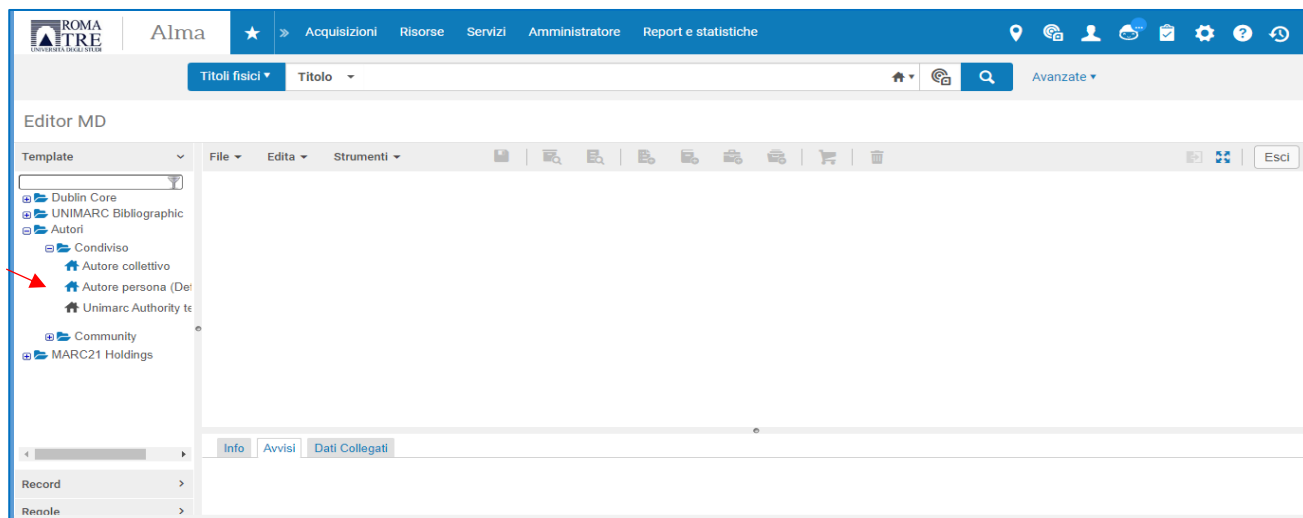 ROMA
TRE
UNIVERSITÀ DEGLI STUDI
Alma
Acquisizioni Risorse Servizi Amministratore Report e statistiche
Titoli fisici Titolo Avanzate
Editor MD
Template File Edita Strumenti Esci
Dublin Core
UNIMARC Bibliographic
Autori
Condiviso
Autore collettivo
Autore persona (Def
Unimarc Authority te
Community
MARC21 Holdings
Info Avvisi Dati Collegati
Record
Regole